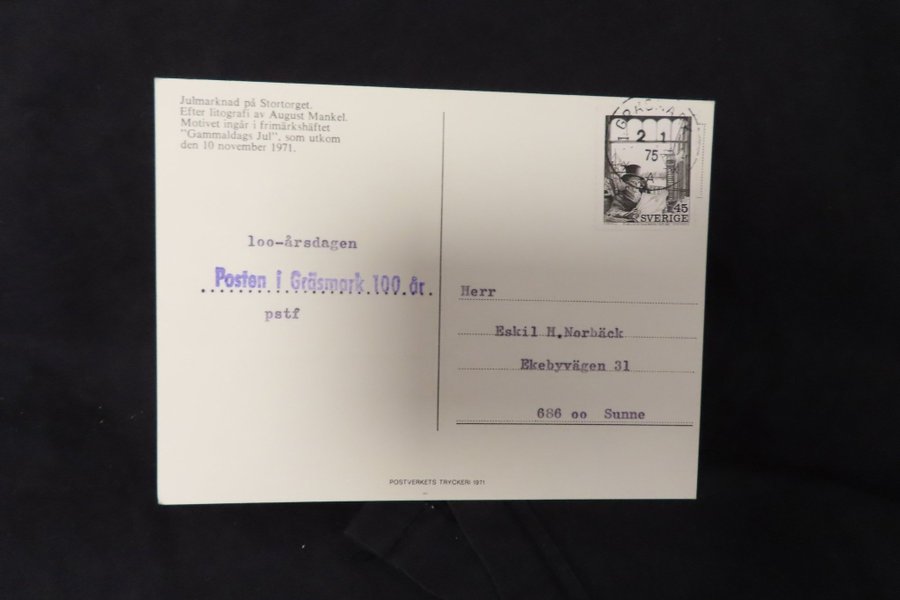 Julmarknad på Stortorget.
Efter litografi av August Mankel.
Motivet ingår i frimärkshäftet
"Gammaldags Jul", som utkom
den 10 november 1971.
loo-årsdagen
Posten i Gräsmark 100 år.
pstf
2 1
75
45
SVERIGE
Herr
Eskil H.Norbäck
Ekebyvägen 31
686 oo Sunne
POSTVERKETS TRYCKERI 1971